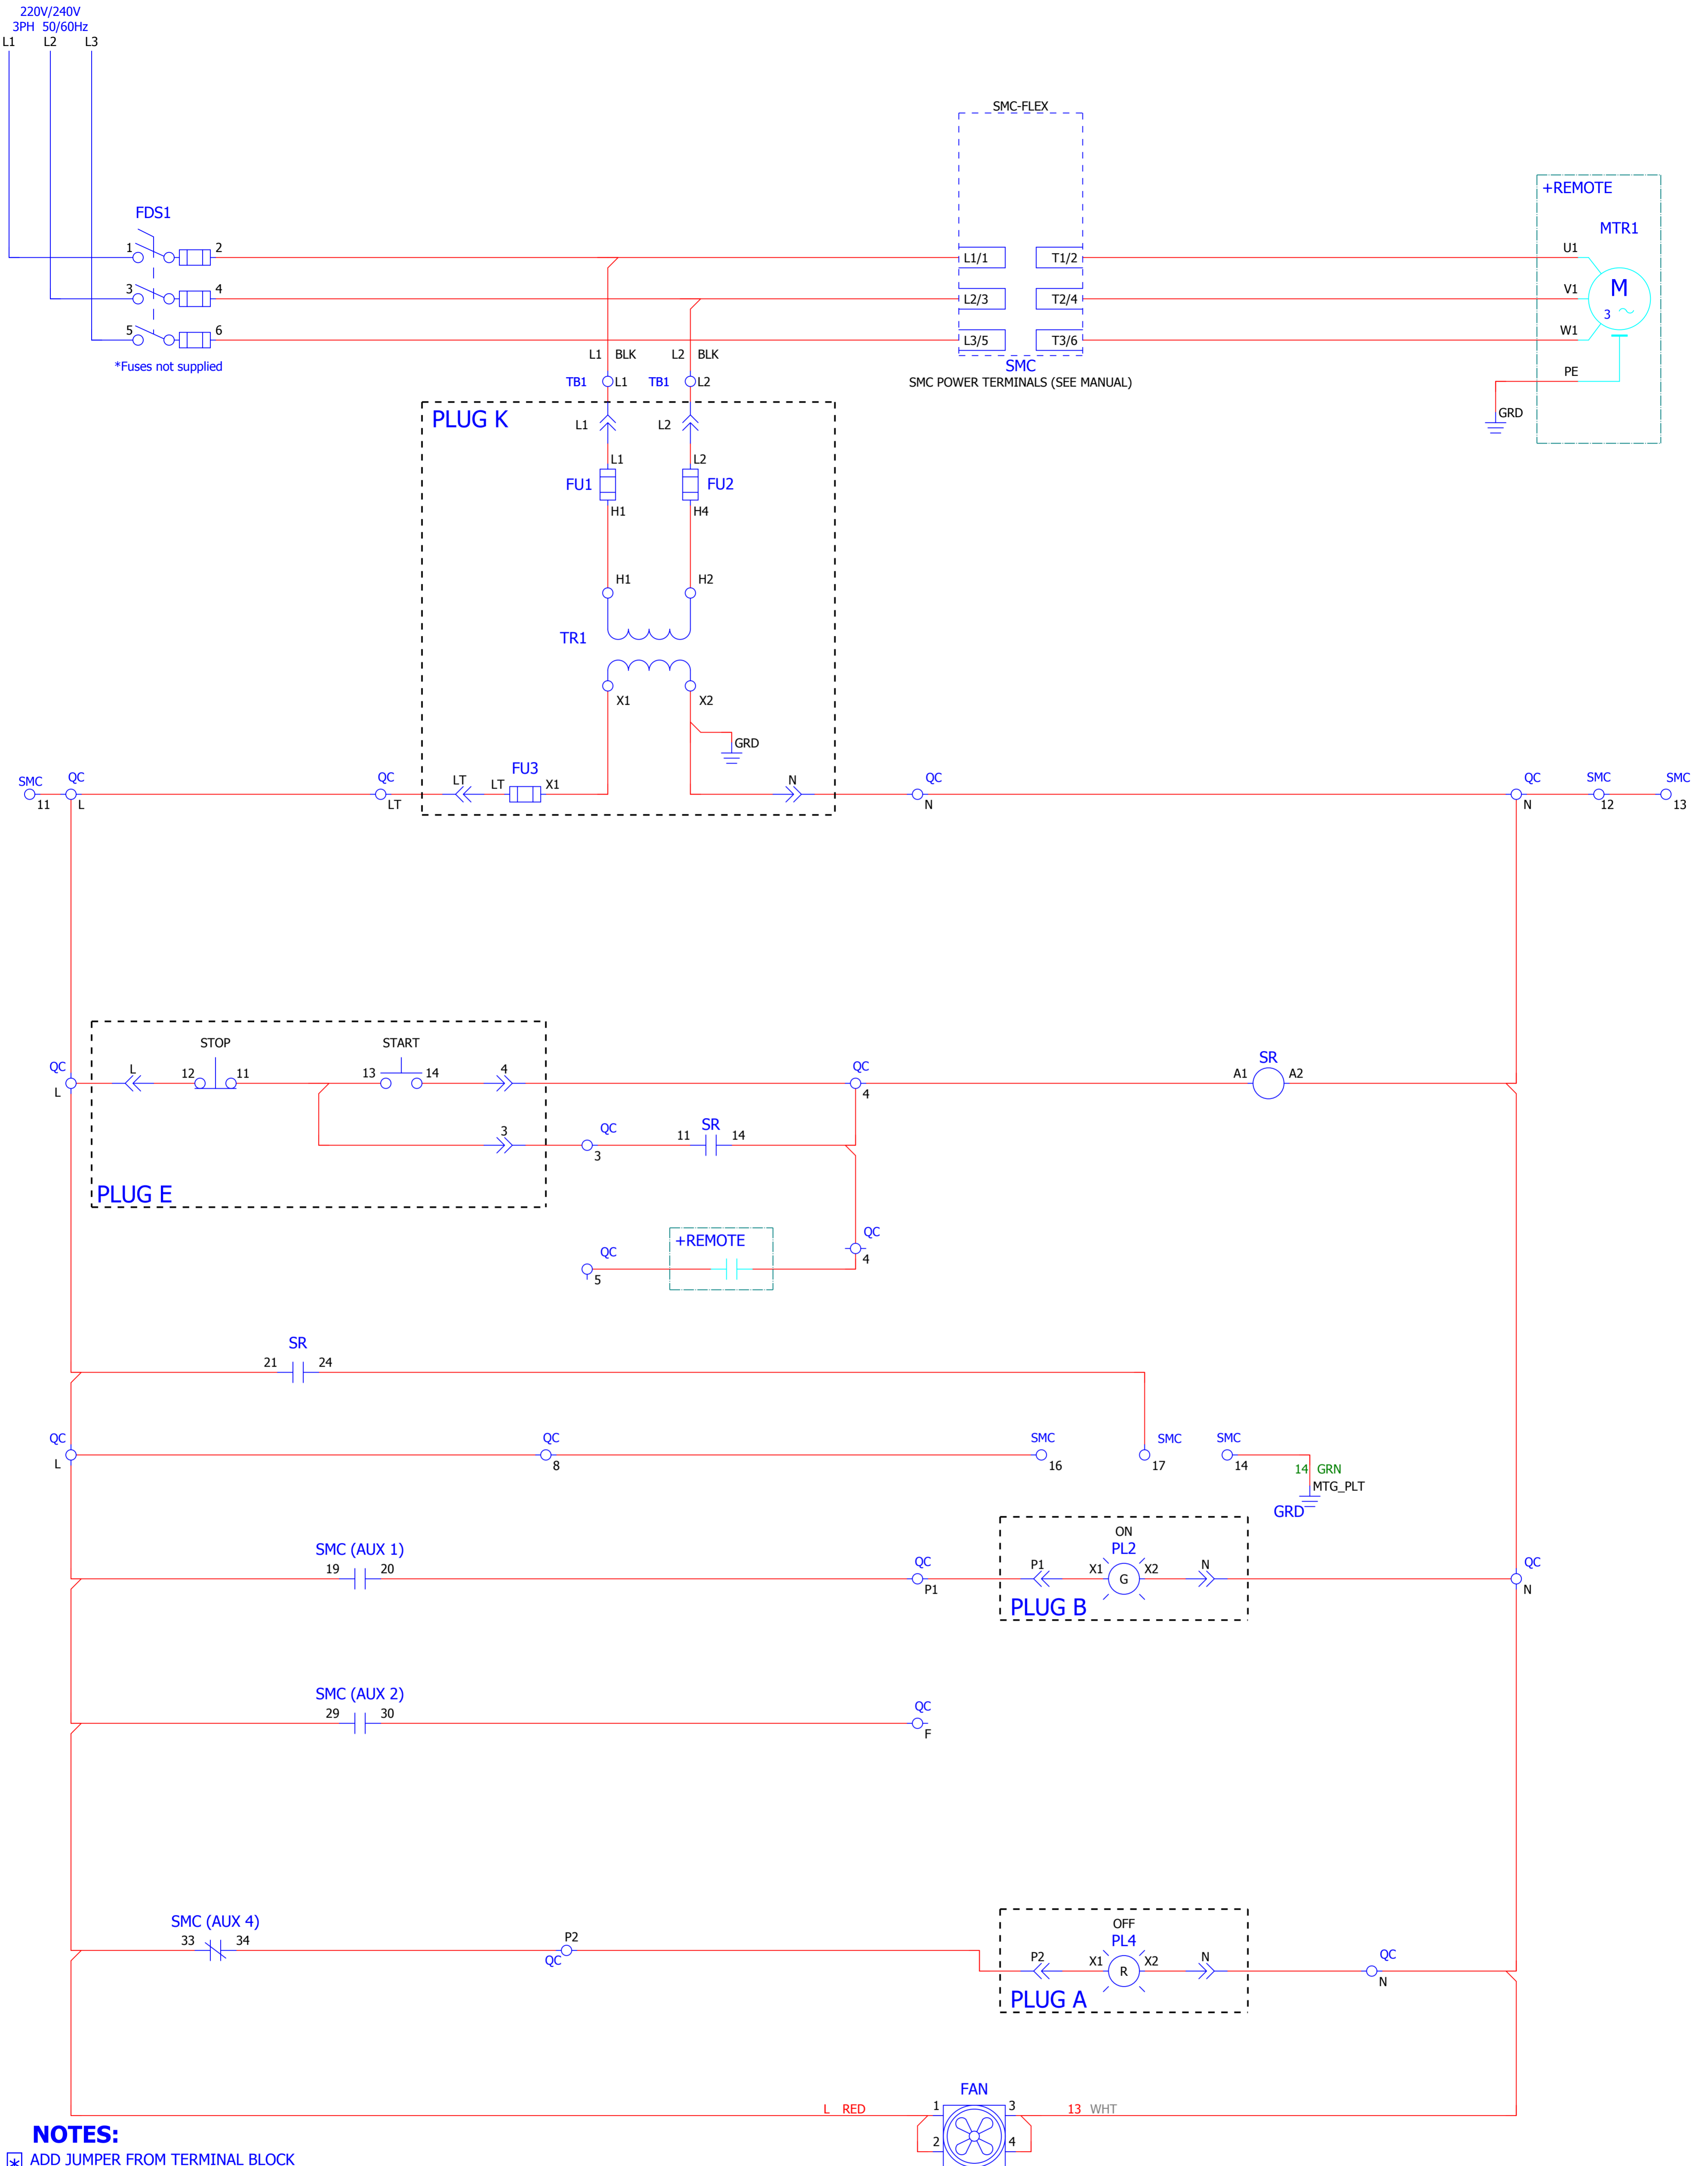 220V/240V
3PH 50/60Hz
L1 L2 L3
SMC-FLEX
+REMOTE
FDS1
MTR1
1 2 L1/1 T1/2 U1
3 4 L2/3 T2/4 V1
M
3
5 6 L3/5 T3/6 W1
*Fuses not supplied
L1 BLK L2 BLK
SMC
SMC POWER TERMINALS (SEE MANUAL)
PE
TB1 L1 TB1 L2
GRD
PLUG K
L1 L2
L1 L2
FU1 FU2
H1 H4
H1 H2
TR1
X1 X2
GRD
SMC QC QC LT LT FU3 X1 N QC QC SMC SMC
11 L LT N N 12 13
STOP START
QC L 12 11 13 14 4 QC SR
L 4 A1 A2
3 QC 11 SR 14
3
PLUG E
+REMOTE
QC QC
5 4
SR
21 24
QC QC SMC SMC SMC
L 8 16 17 14
14 GRN
MTG_PLT
GRD
SMC (AUX 1)
19 20
ON
PL2
QC P1 X1 G X2 N QC
P1 N
PLUG B
SMC (AUX 2)
29 30
QC
F
SMC (AUX 4)
33 34
P2
QC
OFF
PL4
P2 X1 R X2 N QC
N
PLUG A
FAN
L RED 1 3 13 WHT
2 4
NOTES:
* ADD JUMPER FROM TERMINAL BLOCK